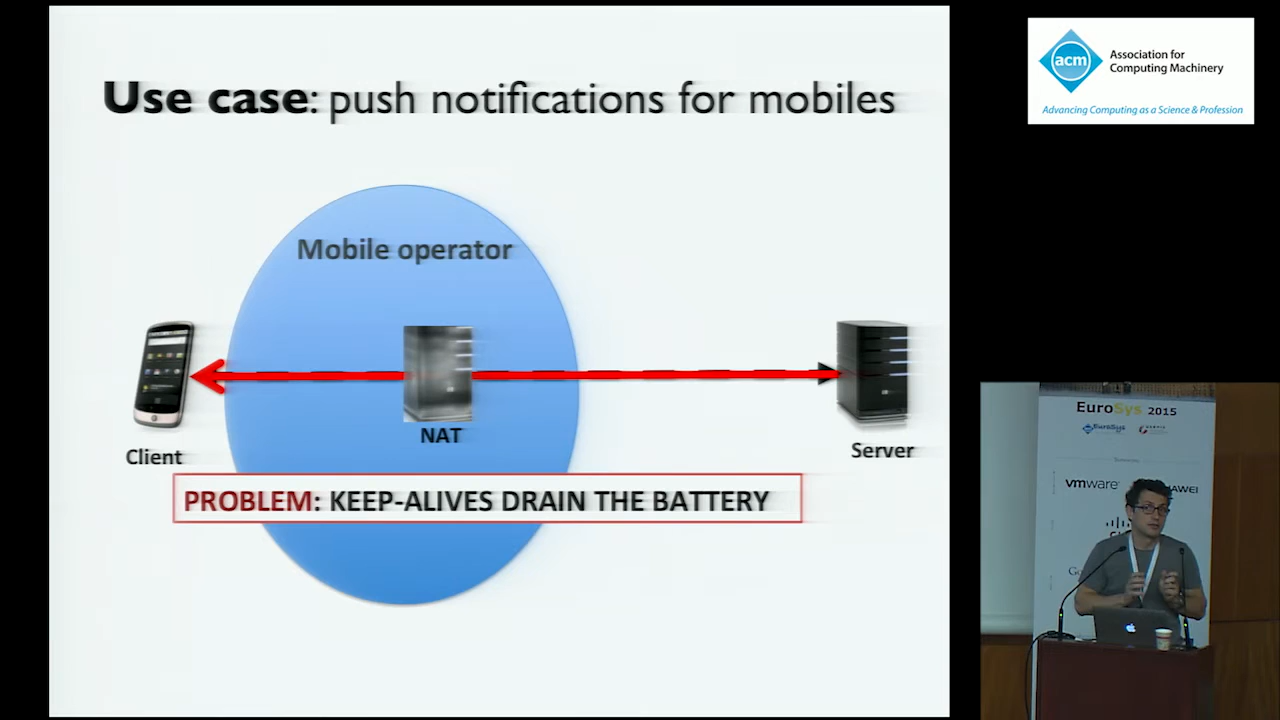 Use case: push notifications for mobiles
Mobile operator
NAT
Client
Server
PROBLEM: KEEP-ALIVES DRAIN THE BATTERY
acm
Association for
Computing Machinery
Advancing Computing as a Science & Profession
EuroSys 2015
EuroSys
vmware